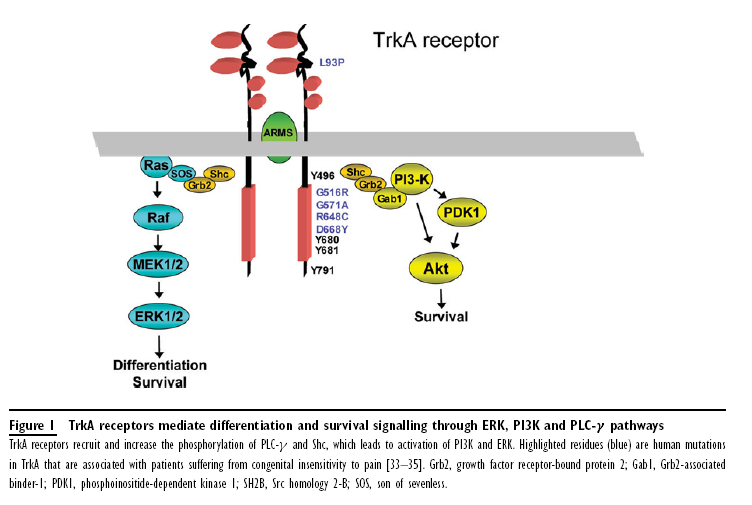 TrkA receptor
L93P
ARMS
Ras
SOS
Shc
Grb2
Raf
MEK1/2
ERK1/2
Differentiation
Survival
Y496
G516R
G571A
R648C
D668Y
Y680
Y681
Y791
Shc
Grb2
Gab1
PI3-K
PDK1
Akt
Survival
Figure 1 TrkA receptors mediate differentiation and survival signalling through ERK, PI3K and PLC-γ pathways
TrkA receptors recruit and increase the phosphorylation of PLC-γ and Shc, which leads to activation of PI3K and ERK. Highlighted residues (blue) are human mutations
in TrkA that are associated with patients suffering from congenital insensitivity to pain [33–35]. Grb2, growth factor receptor-bound protein 2; Gab1, Grb2-associated
binder-1; PDK1, phosphoinositide-dependent kinase 1; SH2B, Src homology 2-B; SOS, son of sevenless.